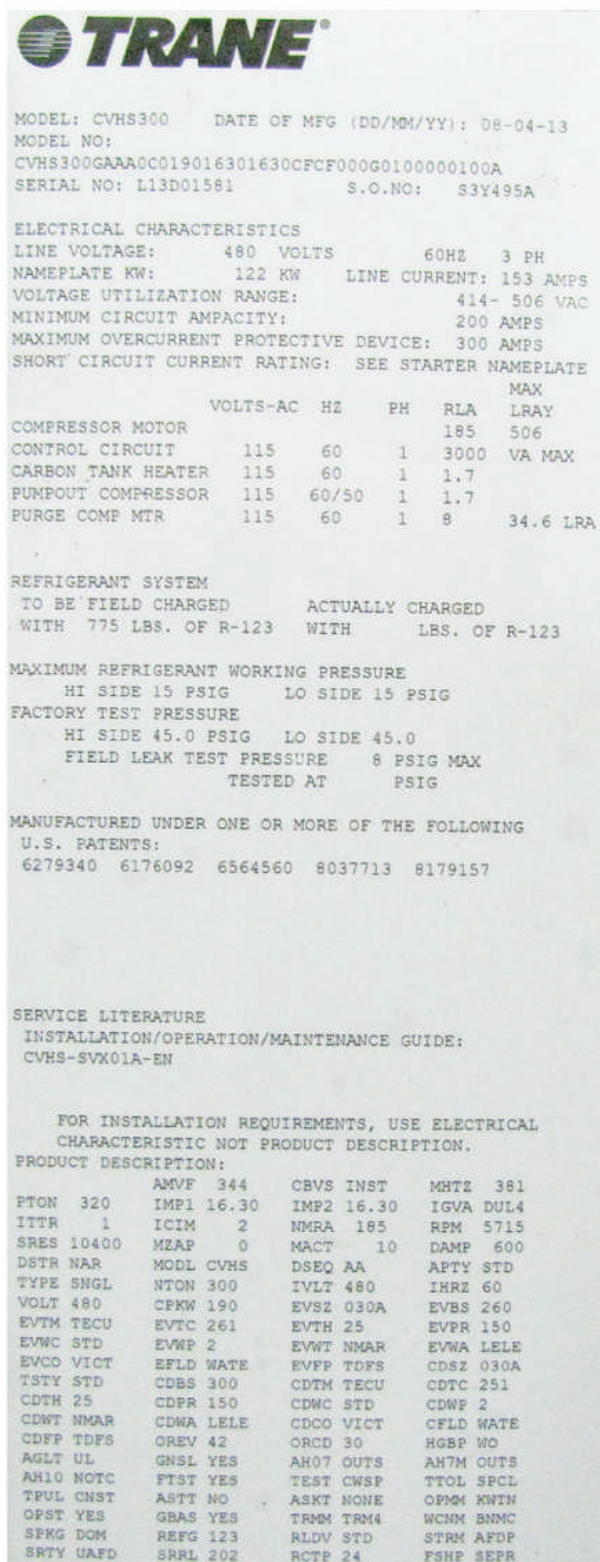 TRANE
MODEL: CVHS300 DATE OF MFG (DD/MM/YY): 08-04-13
MODEL NO:
CVHS300GAAA0C019016301630CFCF000G0100000100A
SERIAL NO: L13D01581 S.O.NO: S3Y495A
ELECTRICAL CHARACTERISTICS
LINE VOLTAGE: 480 VOLTS 60HZ 3 PH
NAMEPLATE KW: 122 KW LINE CURRENT: 153 AMPS
VOLTAGE UTILIZATION RANGE: 414- 506 VAC
MINIMUM CIRCUIT AMPACITY: 200 AMPS
MAXIMUM OVERCURRENT PROTECTIVE DEVICE: 300 AMPS
SHORT CIRCUIT CURRENT RATING: SEE STARTER NAMEPLATE
MAX
VOLTS-AC HZ PH RLA LRAY
COMPRESSOR MOTOR 185 506
CONTROL CIRCUIT 115 60 1 3000 VA MAX
CARBON TANK HEATER 115 60 1 1.7
PUMPOUT COMPRESSOR 115 60/50 1 1.7
PURGE COMP MTR 115 60 1 8 34.6 LRA
REFRIGERANT SYSTEM
TO BE FIELD CHARGED ACTUALLY CHARGED
WITH 775 LBS. OF R-123 WITH LBS. OF R-123
MAXIMUM REFRIGERANT WORKING PRESSURE
HI SIDE 15 PSIG LO SIDE 15 PSIG
FACTORY TEST PRESSURE
HI SIDE 45.0 PSIG LO SIDE 45.0
FIELD LEAK TEST PRESSURE 8 PSIG MAX
TESTED AT PSIG
MANUFACTURED UNDER ONE OR MORE OF THE FOLLOWING
U.S. PATENTS:
6279340 6176092 6564560 8037713 8179157
SERVICE LITERATURE
INSTALLATION/OPERATION/MAINTENANCE GUIDE:
CVHS-SVX01A-EN
FOR INSTALLATION REQUIREMENTS, USE ELECTRICAL
CHARACTERISTIC NOT PRODUCT DESCRIPTION.
PRODUCT DESCRIPTION:
AMVF 344 CBVS INST MHTZ 381
PTON 320 IMP1 16.30 IMP2 16.30 IGVA DUL4
ITTR 1 ICIM 2 NMRA 185 RPM 5715
SRES 10400 MZAP 0 MACT 10 DAMP 600
DSTR NAR MODL CVHS DSEQ AA APTY STD
TYPE SNGL NTON 300 IVLT 480 IHRZ 60
VOLT 480 CPKW 190 EVSZ 030A EVBS 260
EVTM TECU EVTC 261 EVTH 25 EVPR 150
EVWC STD EVWP 2 EVWT NMAR EVWA LELE
EVCO VICT EFLD WATE EVFP TDFS CDSZ 030A
TSTY STD CDBS 300 CDTM TECU CDTC 251
CDTH 25 CDPR 150 CDWC STD CDWP 2
CDWT NMAR CDWA LELE CDCO VICT CFLD WATE
CDFP TDFS OREV 42 ORCD 30 HGBP WO
AGLT UL GNSL YES AH07 OUTS AH7M OUTS
AH10 NOTC FTST YES TEST CWSP TTOL SPCL
TPUL CNST ASTT NO ASKT NONE OPMM KWTN
OPST YES GBAS YES TRMM TRM4 WCNM BNMC
SPKG DOM REFG 123 RLDV STD STRM AFDP
SRTY UAFD SRRL 202 RCTP 24 FSHP SEPR